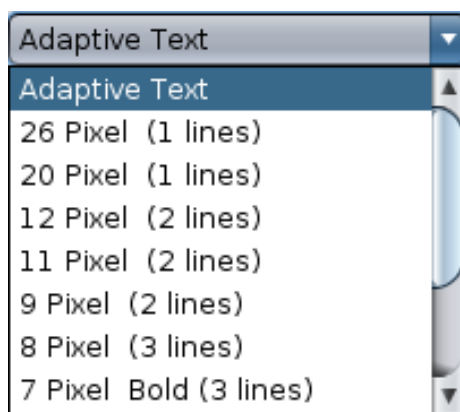 Adaptive Text
Adaptive Text
26 Pixel (1 lines)
20 Pixel (1 lines)
12 Pixel (2 lines)
11 Pixel (2 lines)
9 Pixel (2 lines)
8 Pixel (3 lines)
7 Pixel Bold (3 lines)